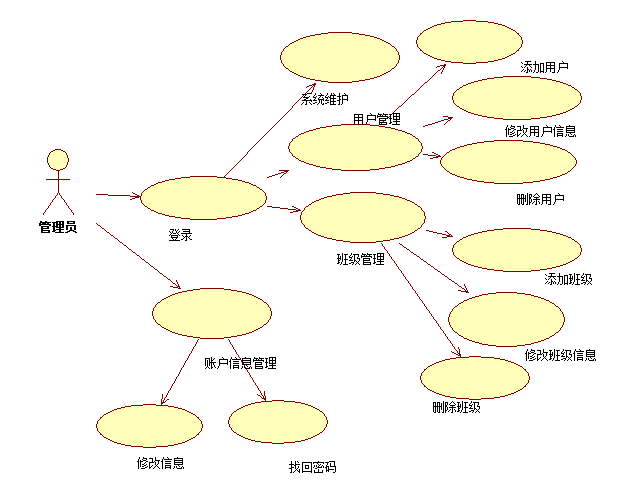 添加用户
系统维护
用户管理
修改用户信息
管理员
删除用户
登录
班级管理
添加班级
修改班级信息
账户信息管理
删除班级
修改信息
找回密码